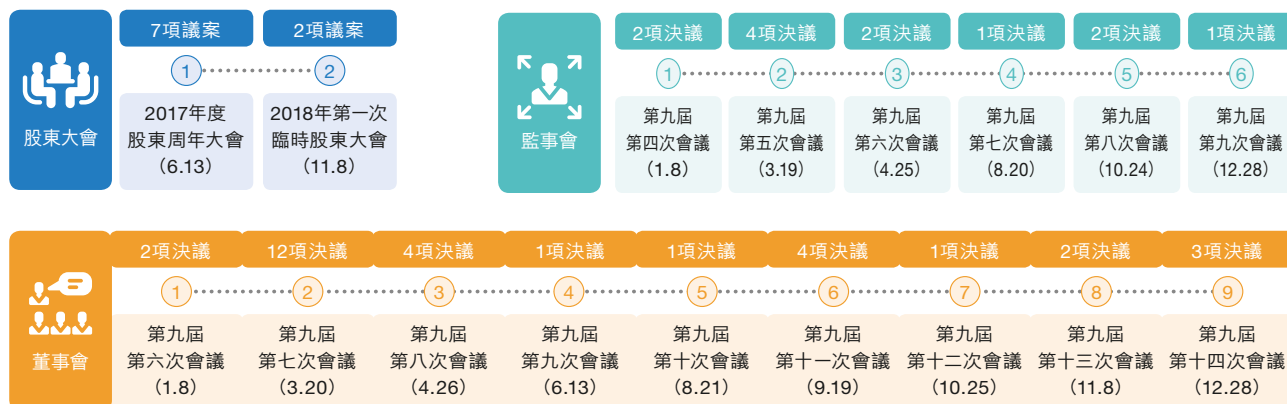 股東大會
7項議案
2項議案
1
2
2017年度
股東周年大會
（6.13）
2018年第一次
臨時股東大會
（11.8）
監事會
2項決議
4項決議
2項決議
1項決議
2項決議
1項決議
1
2
3
4
5
6
第九屆
第四次會議
（1.8）
第九屆
第五次會議
（3.19）
第九屆
第六次會議
（4.25）
第九屆
第七次會議
（8.20）
第九屆
第八次會議
（10.24）
第九屆
第九次會議
（12.28）
董事會
2項決議
12項決議
4項決議
1項決議
1項決議
4項決議
1項決議
2項決議
3項決議
1
2
3
4
5
6
7
8
9
第九屆
第六次會議
（1.8）
第九屆
第七次會議
（3.20）
第九屆
第八次會議
（4.26）
第九屆
第九次會議
（6.13）
第九屆
第十次會議
（8.21）
第九屆
第十一次會議
（9.19）
第九屆
第十二次會議
（10.25）
第九屆
第十三次會議
（11.8）
第九屆
第十四次會議
（12.28）